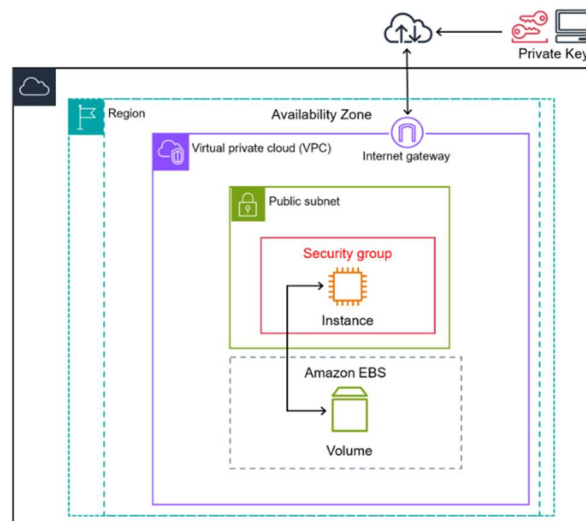 Private Key
Region
Availability Zone
Virtual private cloud (VPC)
Internet gateway
Public subnet
Security group
Instance
Amazon EBS
Volume